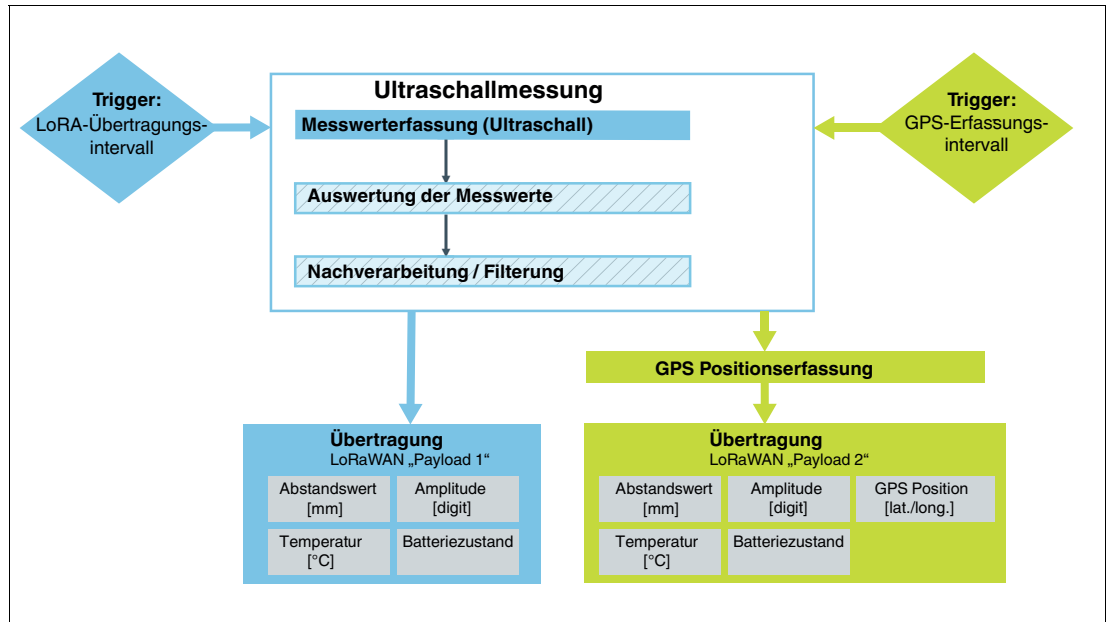 Trigger:
LoRA-Übertragungs-
intervall
Ultraschallmessung
Messwerterfassung (Ultraschall)
Auswertung der Messwerte
Nachverarbeitung / Filterung
Trigger:
GPS-Erfassungs-
intervall
GPS Positionserfassung
Übertragung
LoRaWAN „Payload 1“
Abstandswert
[mm]
Amplitude
[digit]
Temperatur
[°C]
Batteriezustand
Übertragung
LoRaWAN „Payload 2“
Abstandswert
[mm]
Amplitude
[digit]
GPS Position
[lat./long.]
Temperatur
[°C]
Batteriezustand